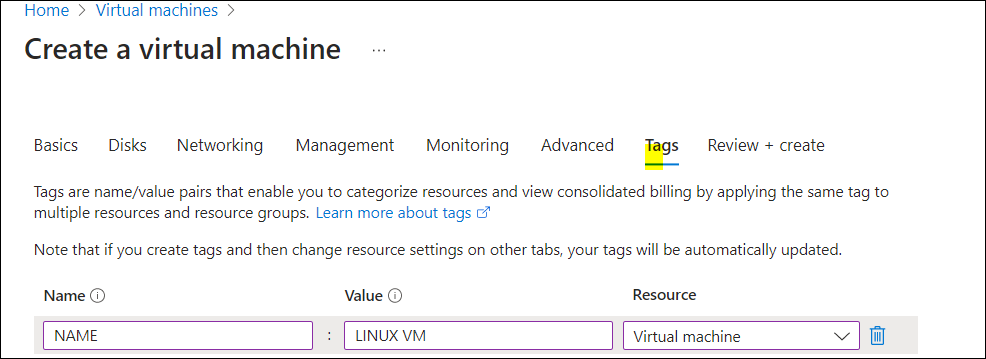 Home > Virtual machines >
Create a virtual machine ...
Basics Disks Networking Management Monitoring Advanced Tags Review + create
Tags are name/value pairs that enable you to categorize resources and view consolidated billing by applying the same tag to
multiple resources and resource groups. Learn more about tags
Note that if you create tags and then change resource settings on other tabs, your tags will be automatically updated.
Name Value Resource
NAME : LINUX VM Virtual machine